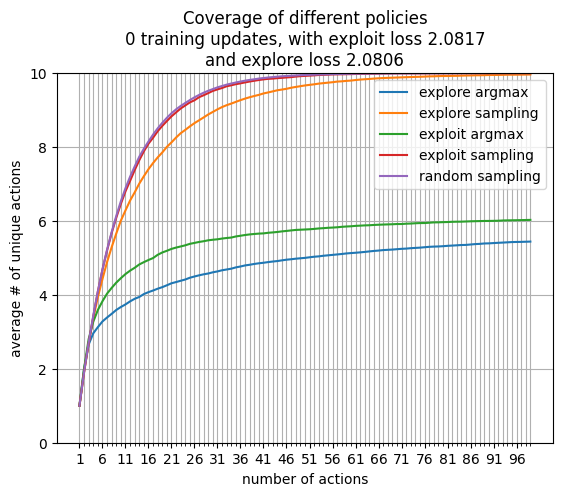 Coverage of different policies
0 training updates, with exploit loss 2.0817
and explore loss 2.0806
10
8
6
4
2
0
average # of unique actions
explore argmax
explore sampling
exploit argmax
exploit sampling
random sampling
1 6 11 16 21 26 31 36 41 46 51 56 61 66 71 76 81 86 91 96
number of actions